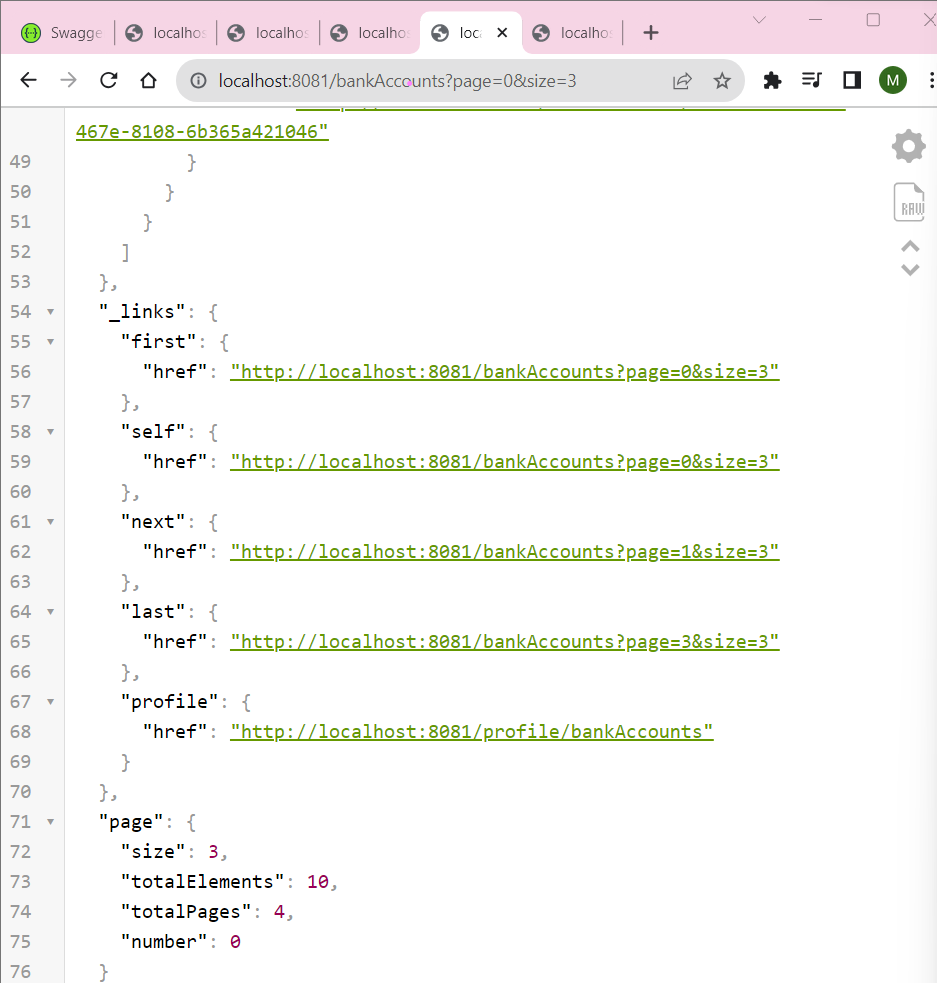 Swagge
localhos
localhos
localho
loca
localhos
localhost:8081/bankAccounts?page=0&size=3
M
467e-8108-6b365a421046"
49 }
50 }
51 }
52 ]
53 },
54 "_links": {
55 "first": {
56 "href": "http://localhost:8081/bankAccounts?page=0&size=3"
57 },
58 "self": {
59 "href": "http://localhost:8081/bankAccounts?page=0&size=3"
60 },
61 "next": {
62 "href": "http://localhost:8081/bankAccounts?page=1&size=3"
63 },
64 "last": {
65 "href": "http://localhost:8081/bankAccounts?page=3&size=3"
66 },
67 "profile": {
68 "href": "http://localhost:8081/profile/bankAccounts"
69 }
70 },
71 "page": {
72 "size": 3,
73 "totalElements": 10,
74 "totalPages": 4,
75 "number": 0
76 }
RAW